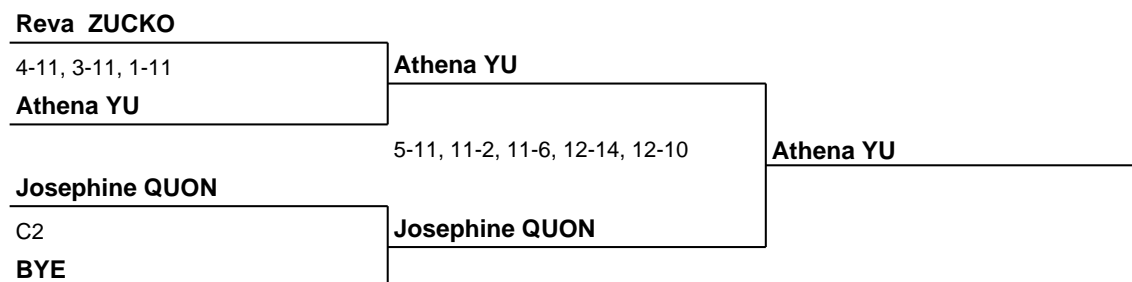 Reva  ZUCKO
4-11, 3-11, 1-11
Athena YU
Athena YU
5-11, 11-2, 11-6, 12-14, 12-10
Athena YU
Josephine QUON
C2
Josephine QUON
BYE